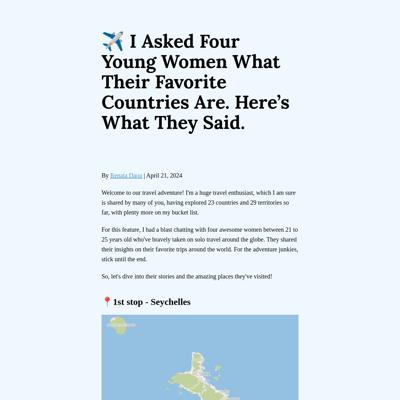 ✈️ I Asked Four
Young Women What
Their Favorite
Countries Are. Here’s
What They Said.
By Renata Daou | April 21, 2024
Welcome to our travel adventure! I'm a huge travel enthusiast, which I am sure
is shared by many of you, having explored 23 countries and 29 territories so
far, with plenty more on my bucket list.
For this feature, I had a blast chatting with four awesome women between 21 to
25 years old who've bravely taken on solo travel around the globe. They shared
their insights on their favorite trips around the world. For the adventure junkies,
stick until the end.
So, let's dive into their stories and the amazing places they've visited!
📍1st stop - Seychelles